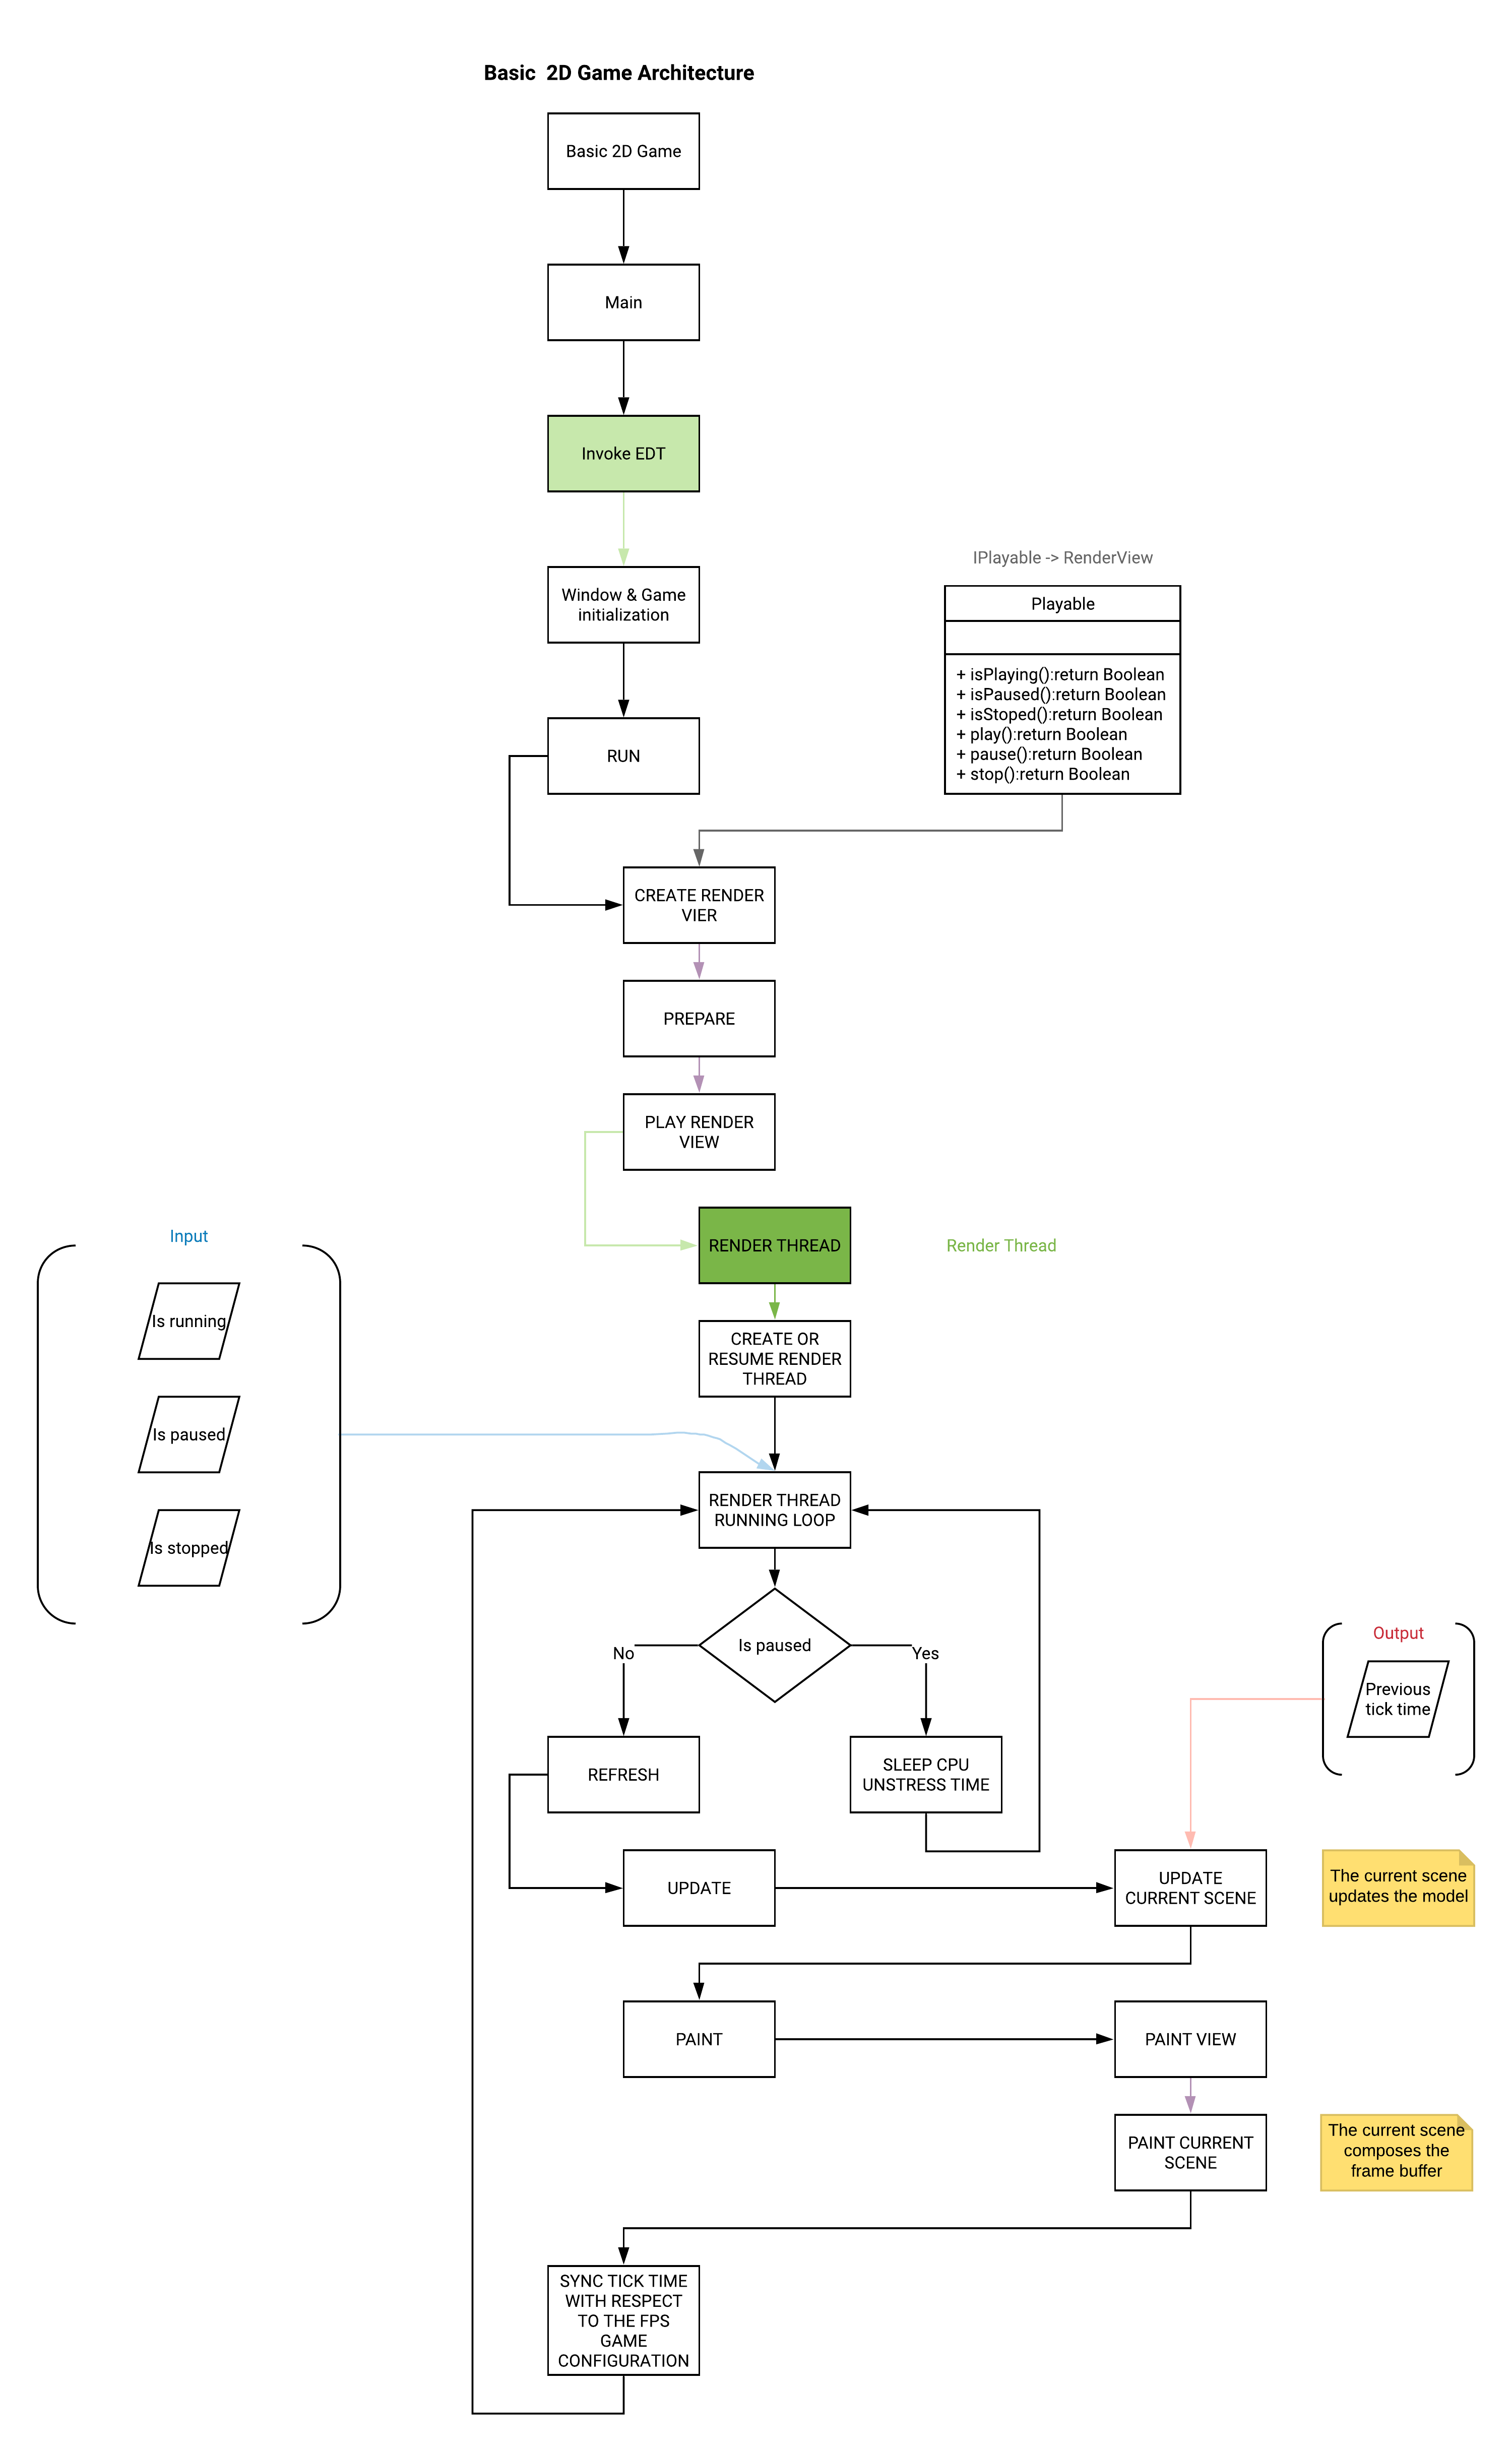 Basic  2D Game Architecture
Basic 2D Game
Main
Invoke EDT
Window & Game
initialization
IPlayable -> RenderView
Playable
+ isPlaying():return Boolean
+ isPaused():return Boolean
+ isStoped():return Boolean
+ play():return Boolean
+ pause():return Boolean
+ stop():return Boolean
RUN
CREATE RENDER
VIER
PREPARE
PLAY RENDER
VIEW
Input
Is running
Is paused
Is stopped
RENDER THREAD
Render Thread
CREATE OR
RESUME RENDER
THREAD
RENDER THREAD
RUNNING LOOP
Is paused
No
Yes
REFRESH
SLEEP CPU
UNSTRESS TIME
Output
Previous
tick time
UPDATE
UPDATE
CURRENT SCENE
The current scene
updates the model
PAINT
PAINT VIEW
PAINT CURRENT
SCENE
The current scene
composes the
frame buffer
SYNC TICK TIME
WITH RESPECT
TO THE FPS
GAME
CONFIGURATION